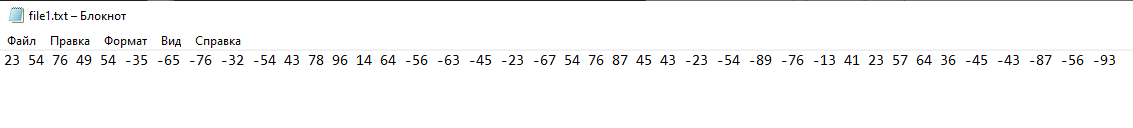 file1.txt – Блокнот
Файл Правка Формат Вид Справка
23 54 76 49 54 -35 -65 -76 -32 -54 43 78 96 14 64 -56 -63 -45 -23 -67 54 76 87 45 43 -23 -54 -89 -76 -13 41 23 57 64 36 -45 -43 -87 -56 -93